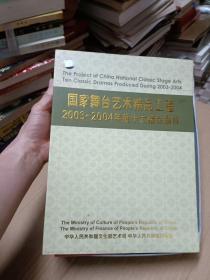 The Project of China National Classic Stage Arts
Ten Classic Dramas Produced During 2003-2004
国家舞台艺术精品工程
2003-2004年度十大精品剧目
The Ministry of Culture of People's Republic of China
The Ministry of Finance of People's Republic of China
中华人民共和国文化部艺术司 中华人民共和国